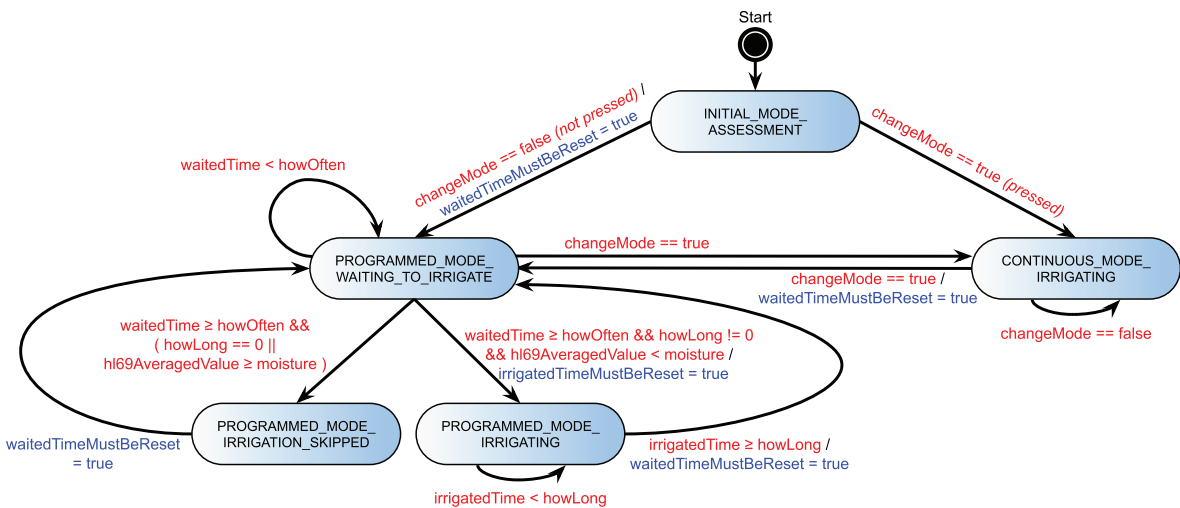 Start
INITIAL_MODE_
ASSESSMENT
changeMode == false (not pressed) /
waitedTimeMustBeReset = true
changeMode == true (pressed)
waitedTime < howOften
PROGRAMMED_MODE_
WAITING_TO_IRRIGATE
changeMode == true
changeMode == true /
waitedTimeMustBeReset = true
CONTINUOUS_MODE_
IRRIGATING
changeMode == false
waitedTime ≥ howOften &&
( howLong == 0 ||
hl69AveragedValue ≥ moisture )
waitedTime ≥ howOften && howLong != 0
&& hl69AveragedValue < moisture /
irrigatedTimeMustBeReset = true
PROGRAMMED_MODE_
IRRIGATION_SKIPPED
PROGRAMMED_MODE_
IRRIGATING
waitedTimeMustBeReset
= true
irrigatedTime ≥ howLong /
waitedTimeMustBeReset = true
irrigatedTime < howLong